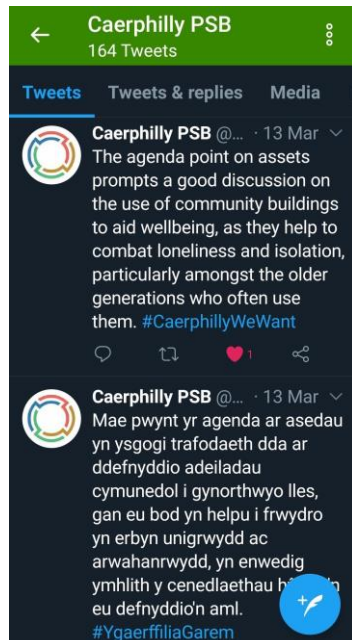 Caerphilly PSB
164 Tweets
Tweets Tweets & replies Media
Caerphilly PSB @... · 13 Mar
The agenda point on assets
prompts a good discussion on
the use of community buildings
to aid wellbeing, as they help to
combat loneliness and isolation,
particularly amongst the older
generations who often use
them. #CaerphillyWeWant
1
Caerphilly PSB @... · 13 Mar
Mae pwynt yr agenda ar asedau
yn ysgogi trafodaeth dda ar
ddefnyddio adeiladau
cymunedol i gynorthwyo lles,
gan eu bod yn helpu i frwydro
yn erbyn unigrwydd ac
arwahanrwydd, yn enwedig
ymhlith y cenedlaethau
eu defnyddio'n aml.
#YgaerffiliaGarem